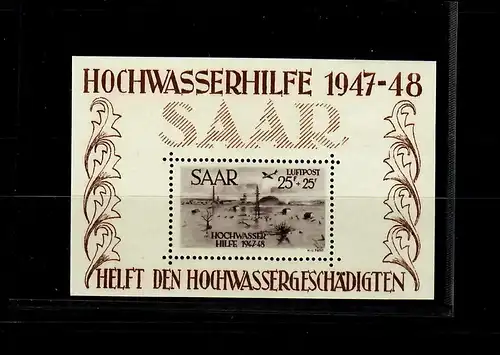 HOCHWASSERHILFE 1947-48
SAAR
SAAR
LUFTPOST
25F + 25F
HOCHWASSER
HILFE 1947-48
HELFT DEN HOCHWASSERGESCHÄDIGTEN